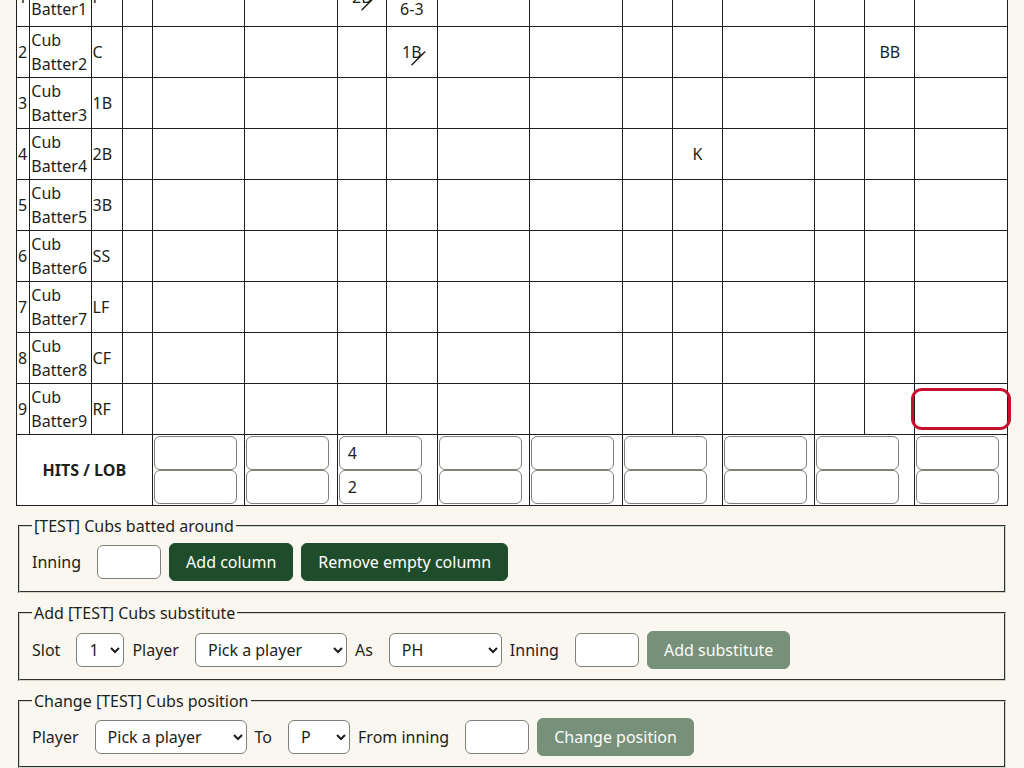 Batter1 6-3
2 Cub Batter2 C 1B BB
3 Cub Batter3 1B
4 Cub Batter4 2B K
5 Cub Batter5 3B
6 Cub Batter6 SS
7 Cub Batter7 LF
8 Cub Batter8 CF
9 Cub Batter9 RF
HITS / LOB 4
2
[TEST] Cubs batted around
Inning Add column Remove empty column
Add [TEST] Cubs substitute
Slot 1 Player Pick a player As PH Inning Add substitute
Change [TEST] Cubs position
Player Pick a player To P From inning Change position